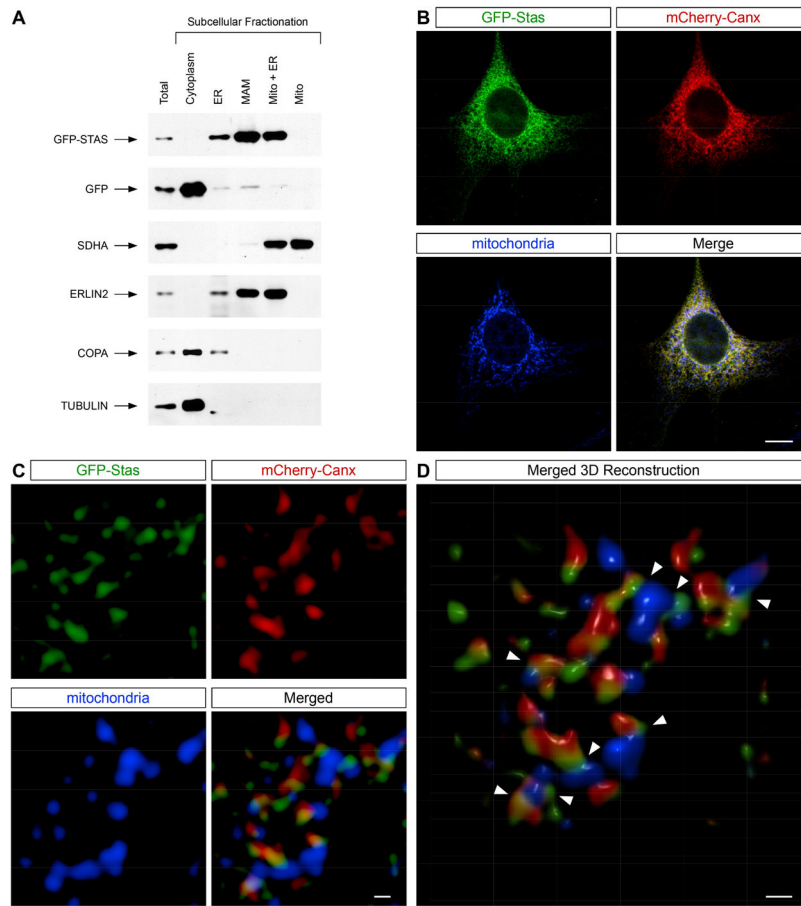 A
Subcellular Fractionation
Total
Cytoplasm
ER
MAM
Mito + ER
Mito
GFP-STAS
GFP
SDHA
ERLIN2
COPA
TUBULIN
B
GFP-Stas
mCherry-Canx
mitochondria
Merge
C
GFP-Stas
mCherry-Canx
mitochondria
Merged
D
Merged 3D Reconstruction